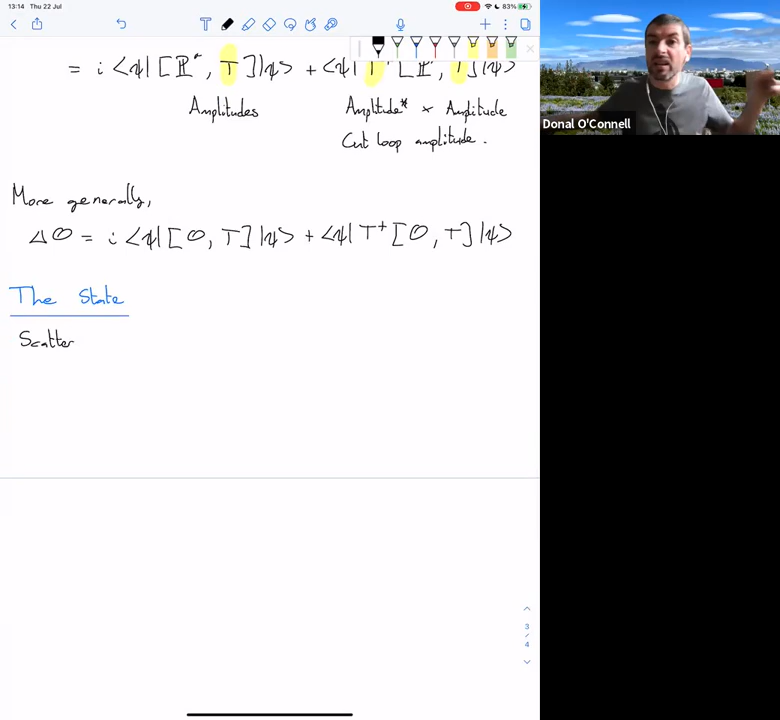 13:14 Thu 22 Jul
83%
= i <ψ| [ℙ^μ, T]|ψ> + <ψ| T† [ℙ^μ, T]|ψ>
Amplitudes
Amplitude* × Amplitude
Cut loop amplitude.
Donal O'Connell
More generally,
Δ𝒪 = i <ψ| [𝒪, T]|ψ> + <ψ| T† [𝒪, T]|ψ>
The State
Scatter
3
/
4